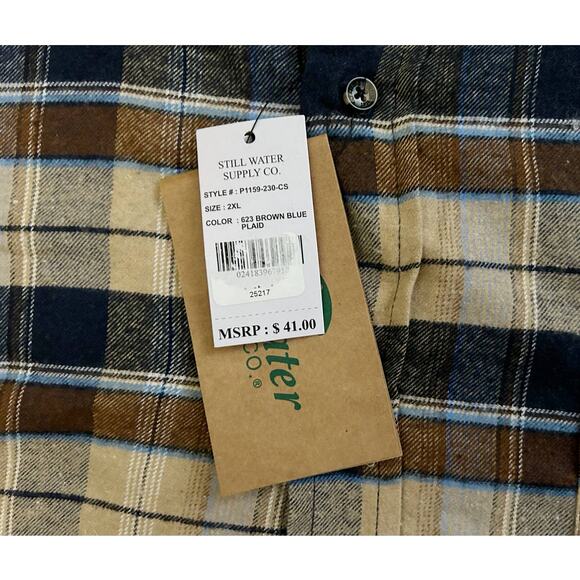 STILL WATER
SUPPLY CO.
STYLE # : P1159-230-CS
SIZE : 2XL
COLOR : 623 BROWN BLUE
PLAID
25217
MSRP : $ 41.00
ater
CO.®